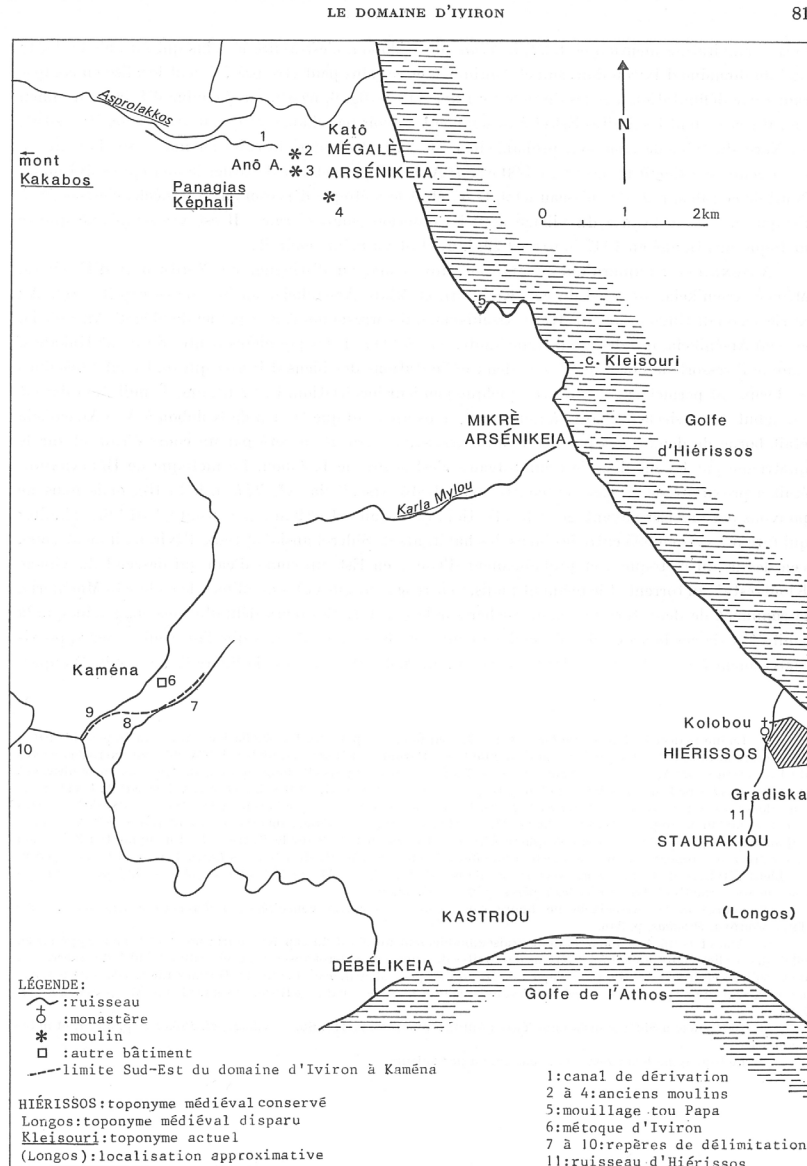 LE DOMAINE D'IVIRON 81
Asprolakkos
mont
Kakabos
1
Anō A.
2
3
4
Panagias
Képhali
Katō
MÉGALÈ
ARSÉNIKEIA
N
0 1 2km
5
c. Kleisouri
Golfe
d'Hiérissos
MIKRÈ
ARSÉNIKEIA
Karla Mylou
Kaména
6
7
8
9
10
Kolobou
HIÉRISSOS
Gradiska
11
STAURAKIOU
(Longos)
KASTRIOU
DÉBÉLIKEIA
Golfe de l'Athos
LÉGENDE:
:ruisseau
:monastère
:moulin
:autre bâtiment
limite Sud-Est du domaine d'Iviron à Kaména
HIÉRISSOS:toponyme médiéval conservé
Longos:toponyme médiéval disparu
Kleisouri:toponyme actuel
(Longos):localisation approximative
1:canal de dérivation
2 à 4:anciens moulins
5:mouillage tou Papa
6:métoque d'Iviron
7 à 10:repères de délimitation
11:ruisseau d'Hiérissos